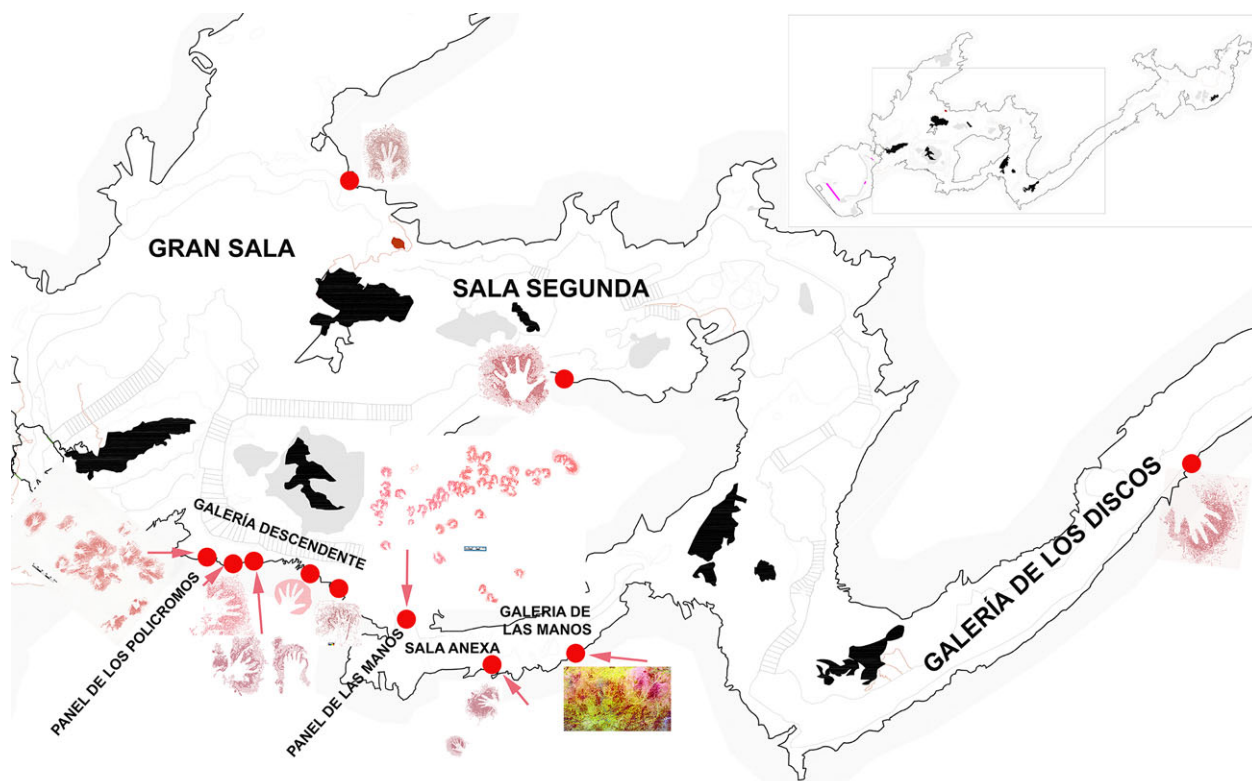 GRAN SALA
SALA SEGUNDA
GALERÍA DESCENDENTE
PANEL DE LOS POLICROMOS
PANEL DE LAS MANOS
SALA ANEXA
GALERIA DE
LAS MANOS
GALERÍA DE LOS DISCOS